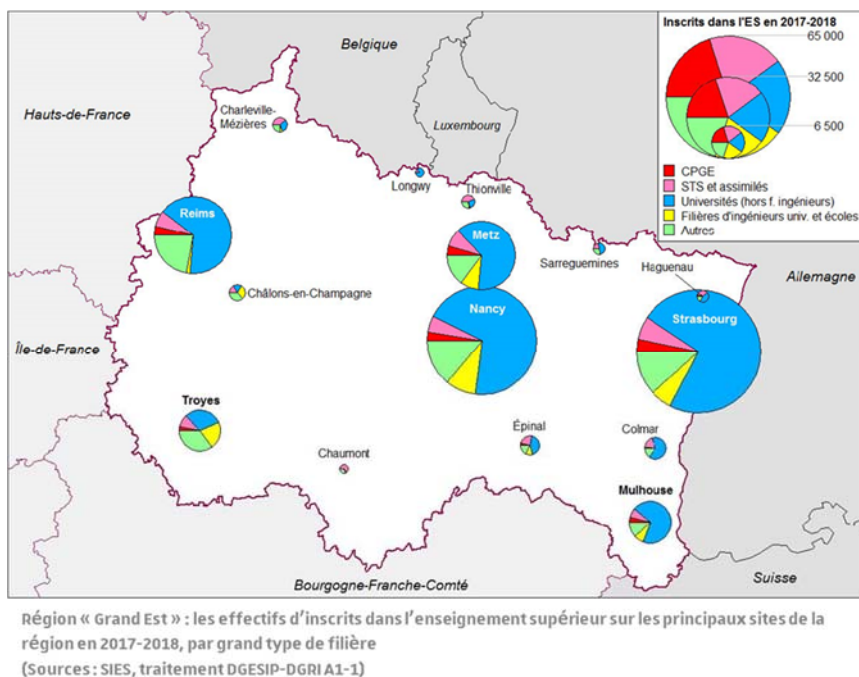 Inscrits dans l'ES en 2017-2018
65 000
32 500
6 500
CPGE
STS et assimilés
Universités (hors f. ingénieurs)
Filières d'ingénieurs univ. et écoles
Autres
Belgique
Hauts-de-France
Charleville-
Mézières
Luxembourg
Longwy
Thionville
Reims
Metz
Sarreguemines
Haguenau
Allemagne
Châlons-en-Champagne
Nancy
Strasbourg
Île-de-France
Troyes
Épinal
Colmar
Chaumont
Mulhouse
Bourgogne-Franche-Comté
Suisse
Région « Grand Est » : les effectifs d'inscrits dans l'enseignement supérieur sur les principaux sites de la
région en 2017-2018, par grand type de filière
(Sources : SIES, traitement DGESIP-DGRI A1-1)